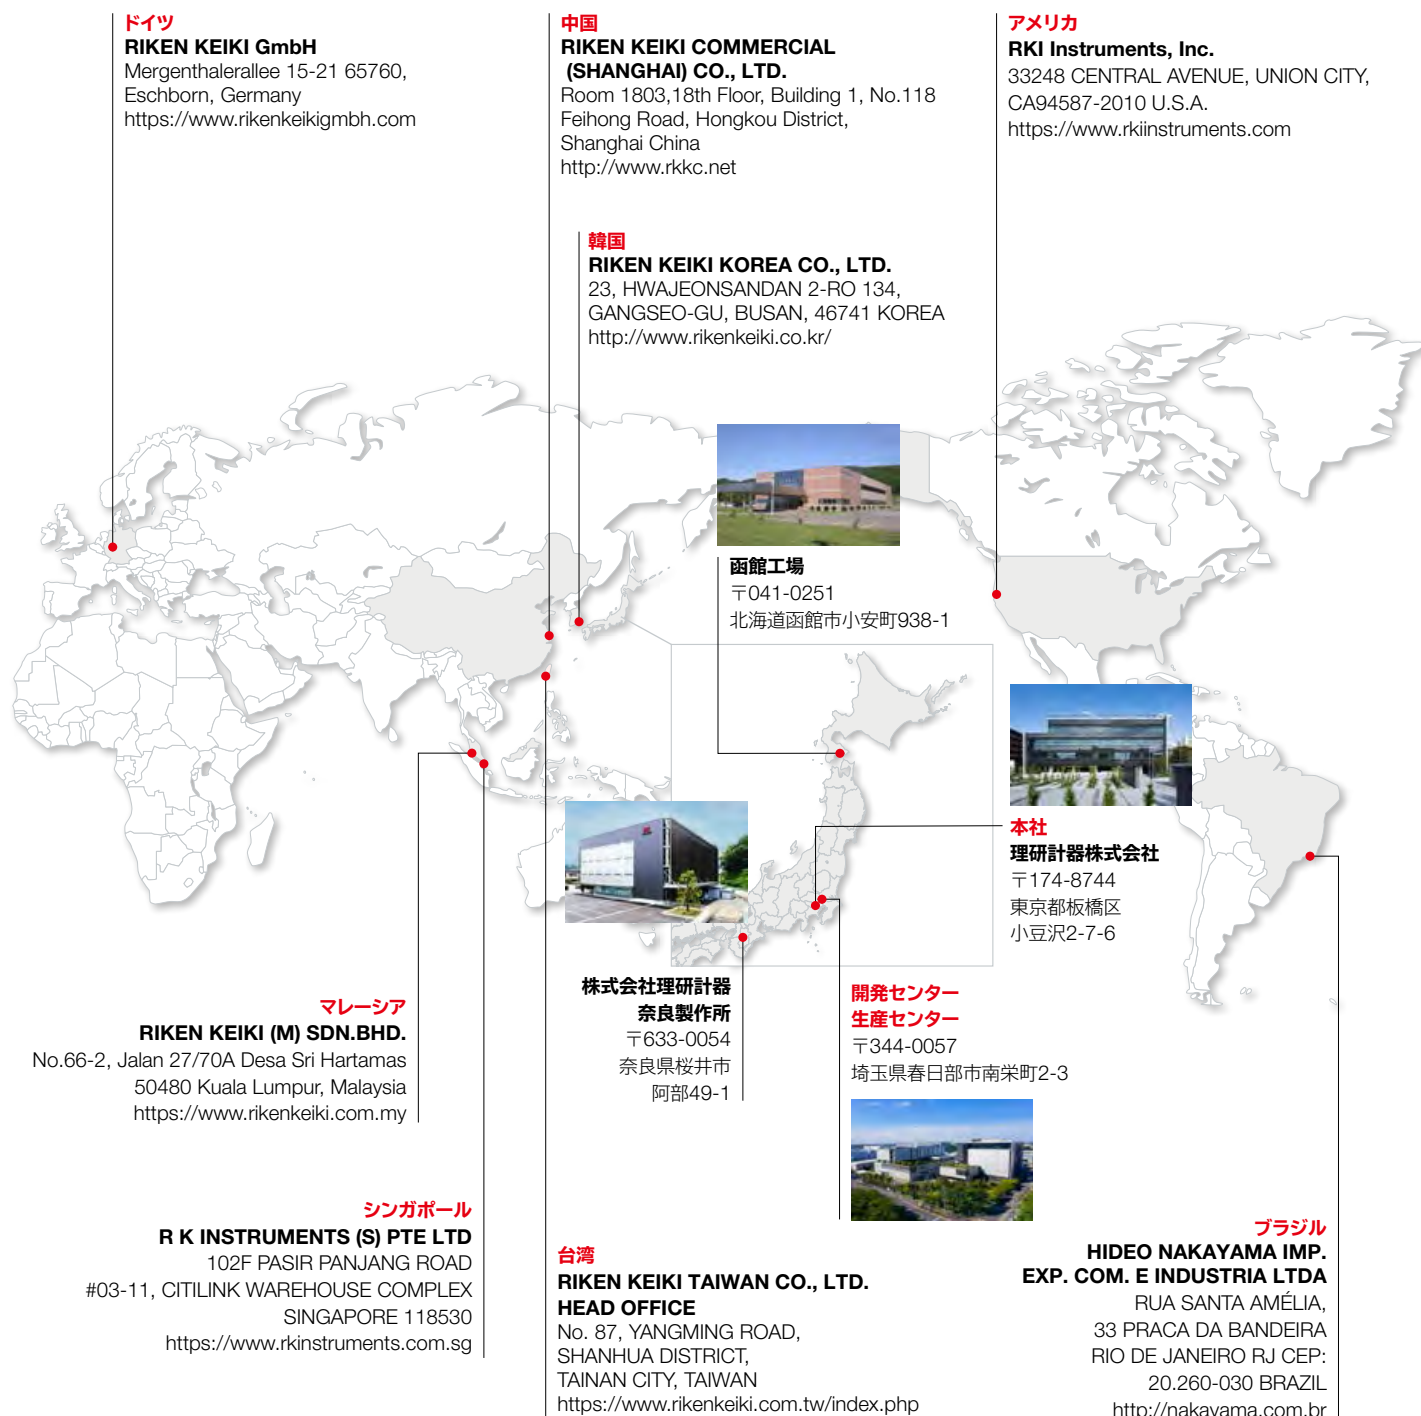 ドイツ
RIKEN KEIKI GmbH
Mergenthalerallee 15-21 65760,
Eschborn, Germany
https://www.rikenkeikigmbh.com
中国
RIKEN KEIKI COMMERCIAL
(SHANGHAI) CO., LTD.
Room 1803,18th Floor, Building 1, No.118
Feihong Road, Hongkou District,
Shanghai China
http://www.rkkc.net
アメリカ
RKI Instruments, Inc.
33248 CENTRAL AVENUE, UNION CITY,
CA94587-2010 U.S.A.
https://www.rkiinstruments.com
韓国
RIKEN KEIKI KOREA CO., LTD.
23, HWAJEONSANDAN 2-RO 134,
GANGSEO-GU, BUSAN, 46741 KOREA
http://www.rikenkeiki.co.kr/
函館工場
〒041-0251
北海道函館市小安町938-1
本社
理研計器株式会社
〒174-8744
東京都板橋区
小豆沢2-7-6
株式会社理研計器
奈良製作所
〒633-0054
奈良県桜井市
阿部49-1
開発センター
生産センター
〒344-0057
埼玉県春日部市南栄町2-3
マレーシア
RIKEN KEIKI (M) SDN.BHD.
No.66-2, Jalan 27/70A Desa Sri Hartamas
50480 Kuala Lumpur, Malaysia
https://www.rikenkeiki.com.my
シンガポール
R K INSTRUMENTS (S) PTE LTD
102F PASIR PANJANG ROAD
#03-11, CITILINK WAREHOUSE COMPLEX
SINGAPORE 118530
https://www.rkinstruments.com.sg
台湾
RIKEN KEIKI TAIWAN CO., LTD.
HEAD OFFICE
No. 87, YANGMING ROAD,
SHANHUA DISTRICT,
TAINAN CITY, TAIWAN
https://www.rikenkeiki.com.tw/index.php
ブラジル
HIDEO NAKAYAMA IMP.
EXP. COM. E INDUSTRIA LTDA
RUA SANTA AMÉLIA,
33 PRACA DA BANDEIRA
RIO DE JANEIRO RJ CEP:
20.260-030 BRAZIL
http://nakayama.com.br